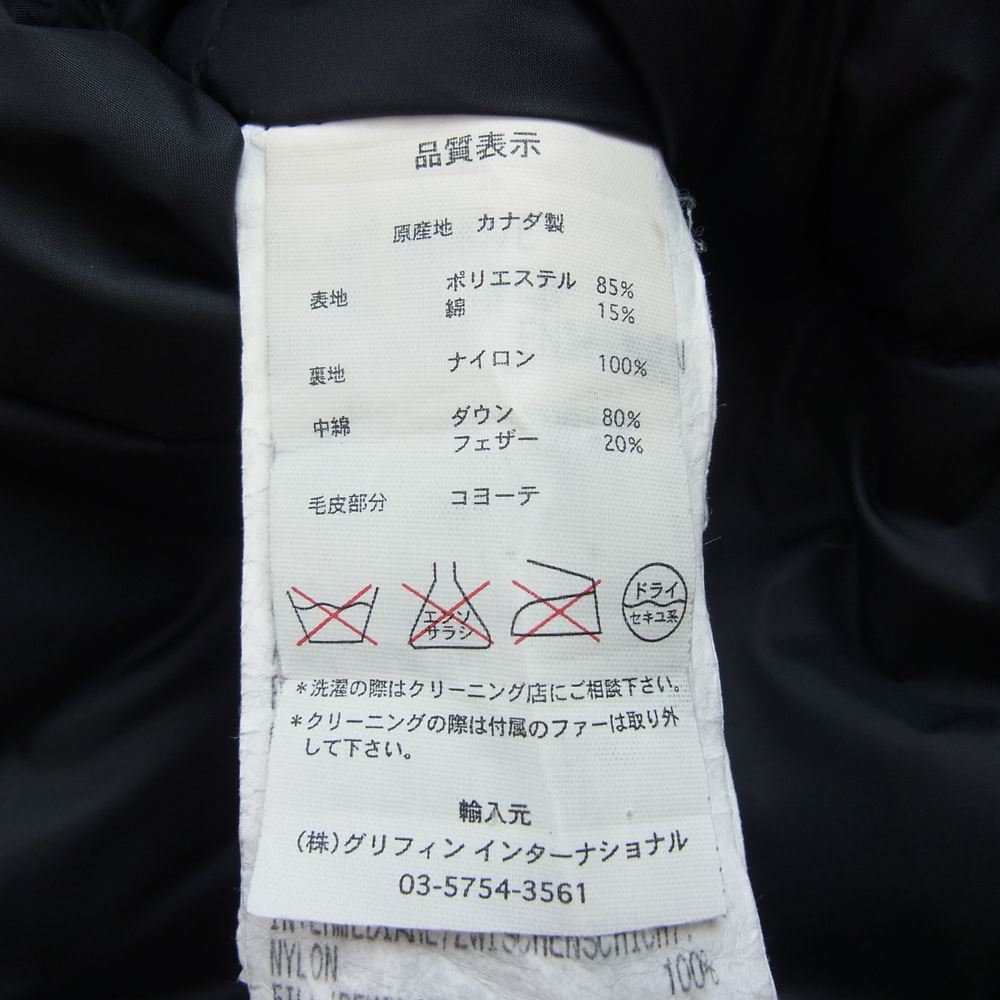 品質表示
原産地 カナダ製
表地 ポリエステル 85%
綿 15%
裏地 ナイロン 100%
中綿 ダウン 80%
フェザー 20%
毛皮部分 コヨーテ
エンソ
サラシ
ドライ
セキユ系
*洗濯の際はクリーニング店にご相談下さい。
*クリーニングの際は付属のファーは取り外
して下さい。
輸入元
(株)グリフィン インターナショナル
03-5754-3561
NYLON 100%